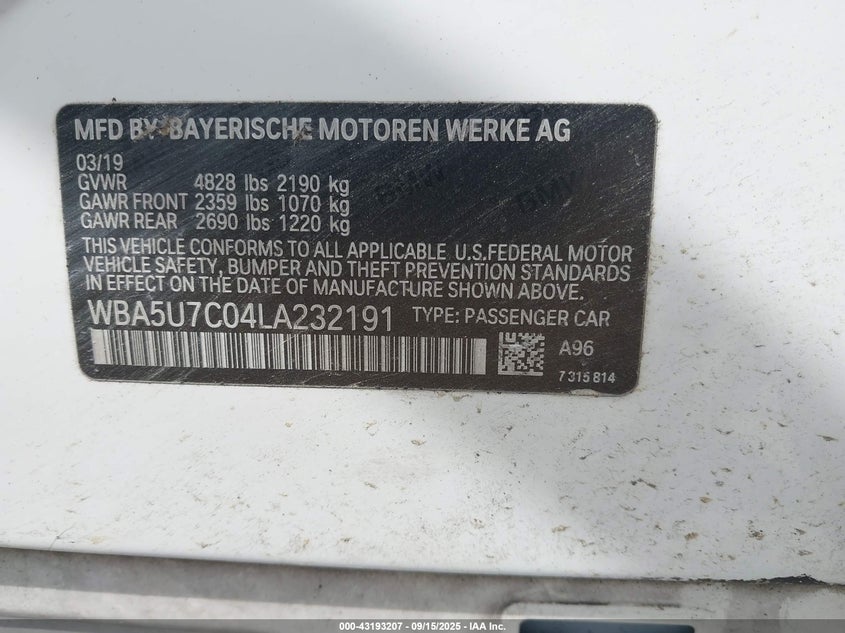 MFD BY BAYERISCHE MOTOREN WERKE AG
03/19
GVWR 4828 lbs 2190 kg
GAWR FRONT 2359 lbs 1070 kg
GAWR REAR 2690 lbs 1220 kg
THIS VEHICLE CONFORMS TO ALL APPLICABLE U.S.FEDERAL MOTOR
VEHICLE SAFETY, BUMPER AND THEFT PREVENTION STANDARDS
IN EFFECT ON THE DATE OF MANUFACTURE SHOWN ABOVE.
WBA5U7C04LA232191 TYPE: PASSENGER CAR
A96
7 315 814
000-43193207 - 09/15/2025 - IAA Inc.